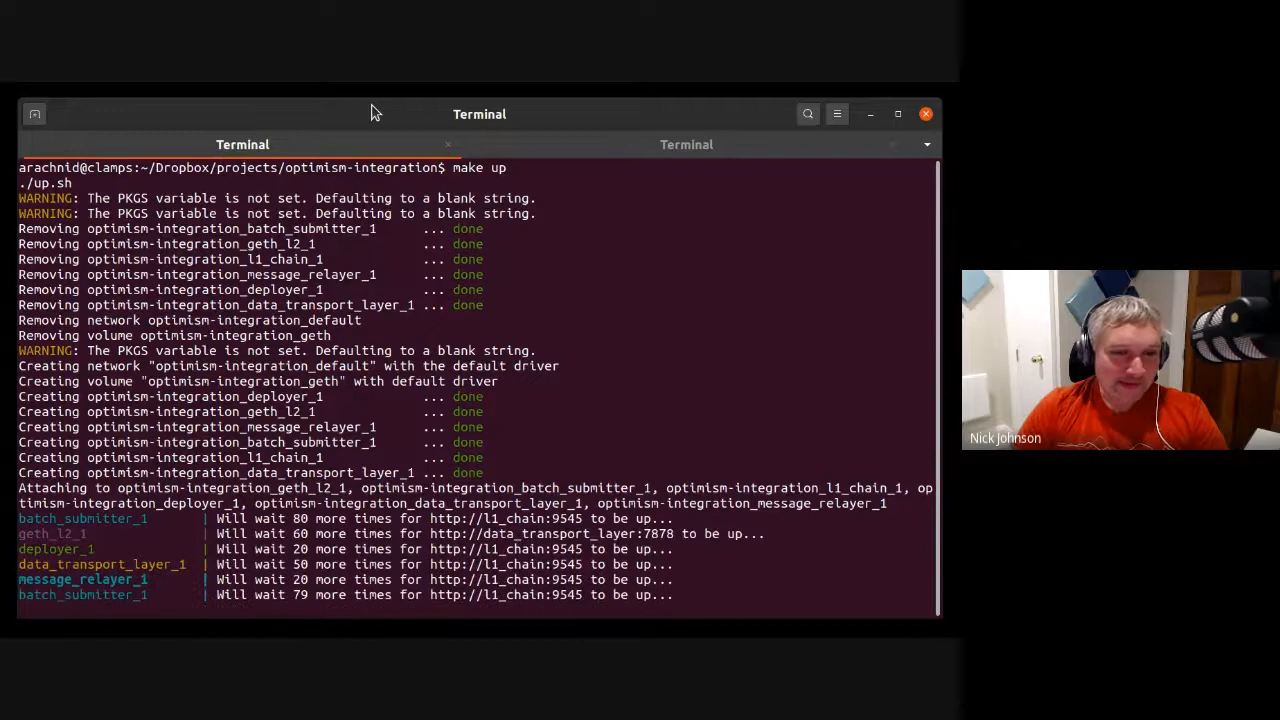 Terminal
Terminal
Terminal
arachnid@clamps:~/Dropbox/projects/optimism-integration$ make up
./up.sh
WARNING: The PKGS variable is not set. Defaulting to a blank string.
WARNING: The PKGS variable is not set. Defaulting to a blank string.
Removing optimism-integration_batch_submitter_1 ... done
Removing optimism-integration_geth_l2_1 ... done
Removing optimism-integration_l1_chain_1 ... done
Removing optimism-integration_message_relayer_1 ... done
Removing optimism-integration_deployer_1 ... done
Removing optimism-integration_data_transport_layer_1 ... done
Removing network optimism-integration_default
Removing volume optimism-integration_geth
WARNING: The PKGS variable is not set. Defaulting to a blank string.
Creating network "optimism-integration_default" with the default driver
Creating volume "optimism-integration_geth" with default driver
Creating optimism-integration_deployer_1 ... done
Creating optimism-integration_geth_l2_1 ... done
Creating optimism-integration_message_relayer_1 ... done
Creating optimism-integration_batch_submitter_1 ... done
Creating optimism-integration_l1_chain_1 ... done
Creating optimism-integration_data_transport_layer_1 ... done
Attaching to optimism-integration_geth_l2_1, optimism-integration_batch_submitter_1, optimism-integration_l1_chain_1, op
timism-integration_deployer_1, optimism-integration_data_transport_layer_1, optimism-integration_message_relayer_1
batch_submitter_1 | Will wait 80 more times for http://l1_chain:9545 to be up...
geth_l2_1 | Will wait 60 more times for http://data_transport_layer:7878 to be up...
deployer_1 | Will wait 20 more times for http://l1_chain:9545 to be up...
data_transport_layer_1 | Will wait 50 more times for http://l1_chain:9545 to be up...
message_relayer_1 | Will wait 20 more times for http://l1_chain:9545 to be up...
batch_submitter_1 | Will wait 79 more times for http://l1_chain:9545 to be up...
Nick Johnson